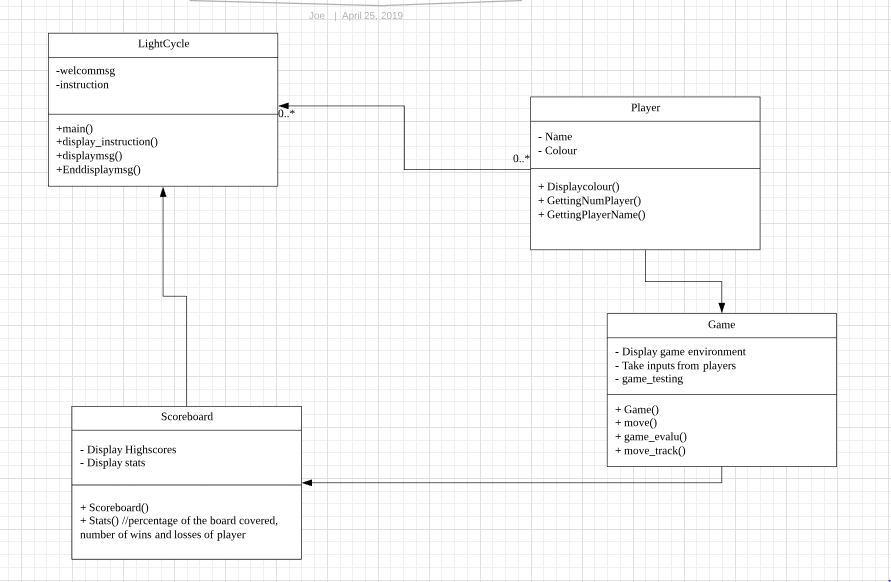 Joe | April 25, 2019
LightCycle
-welcommsg
-instruction
+main()
+display_instruction()
+displaymsg()
+Enddisplaymsg()
0..*
0..*
Player
- Name
- Colour
+ Displaycolour()
+ GettingNumPlayer()
+ GettingPlayerName()
Game
- Display game environment
- Take inputs from players
- game_testing
+ Game()
+ move()
+ game_evalu()
+ move_track()
Scoreboard
- Display Highscores
- Display stats
+ Scoreboard()
+ Stats() //percentage of the board covered,
number of wins and losses of player